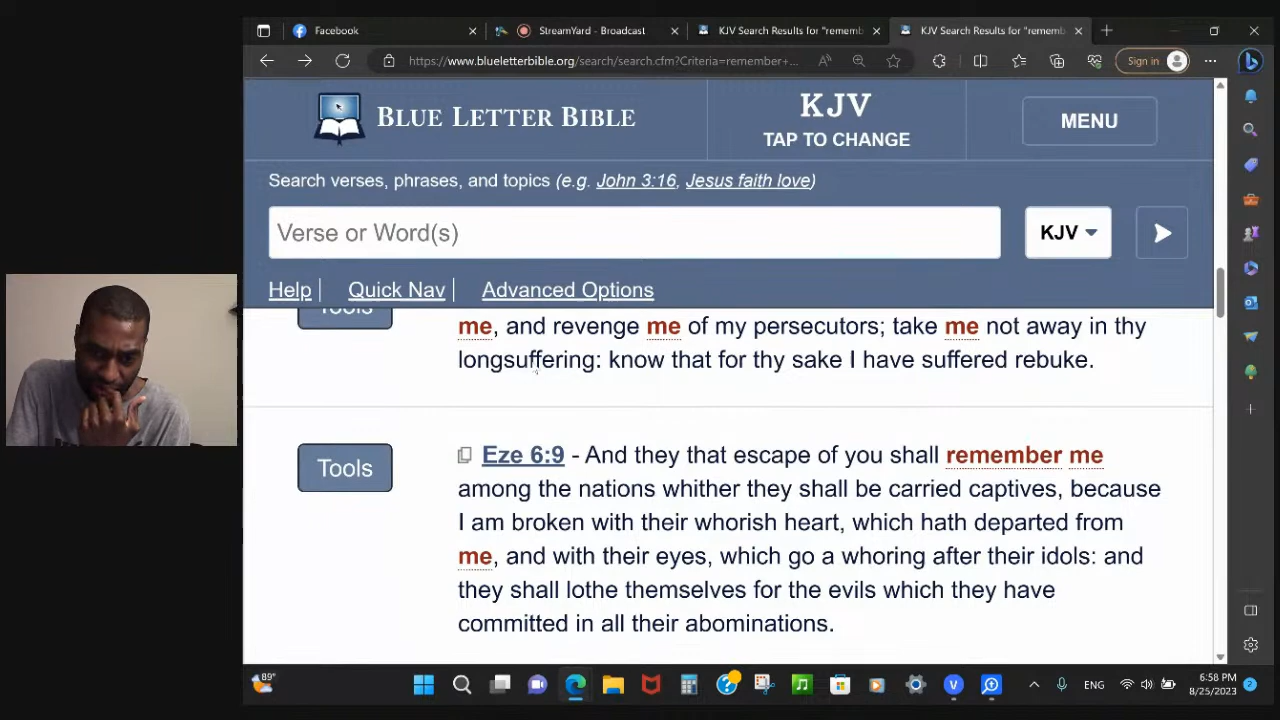 Facebook
StreamYard - Broadcast
KJV Search Results for "rememb
KJV Search Results for "rememb
https://www.blueletterbible.org/search/search.cfm?Criteria=remember+...
Sign in
BLUE LETTER BIBLE
KJV
TAP TO CHANGE
MENU
Search verses, phrases, and topics (e.g. John 3:16, Jesus faith love)
Verse or Word(s)
KJV
Help
Quick Nav
Advanced Options
Tools
me, and revenge me of my persecutors; take me not away in thy
longsuffering: know that for thy sake I have suffered rebuke.
Tools
Eze 6:9 - And they that escape of you shall remember me
among the nations whither they shall be carried captives, because
I am broken with their whorish heart, which hath departed from
me, and with their eyes, which go a whoring after their idols: and
they shall lothe themselves for the evils which they have
committed in all their abominations.
89°
ENG
6:58 PM
8/25/2023
2